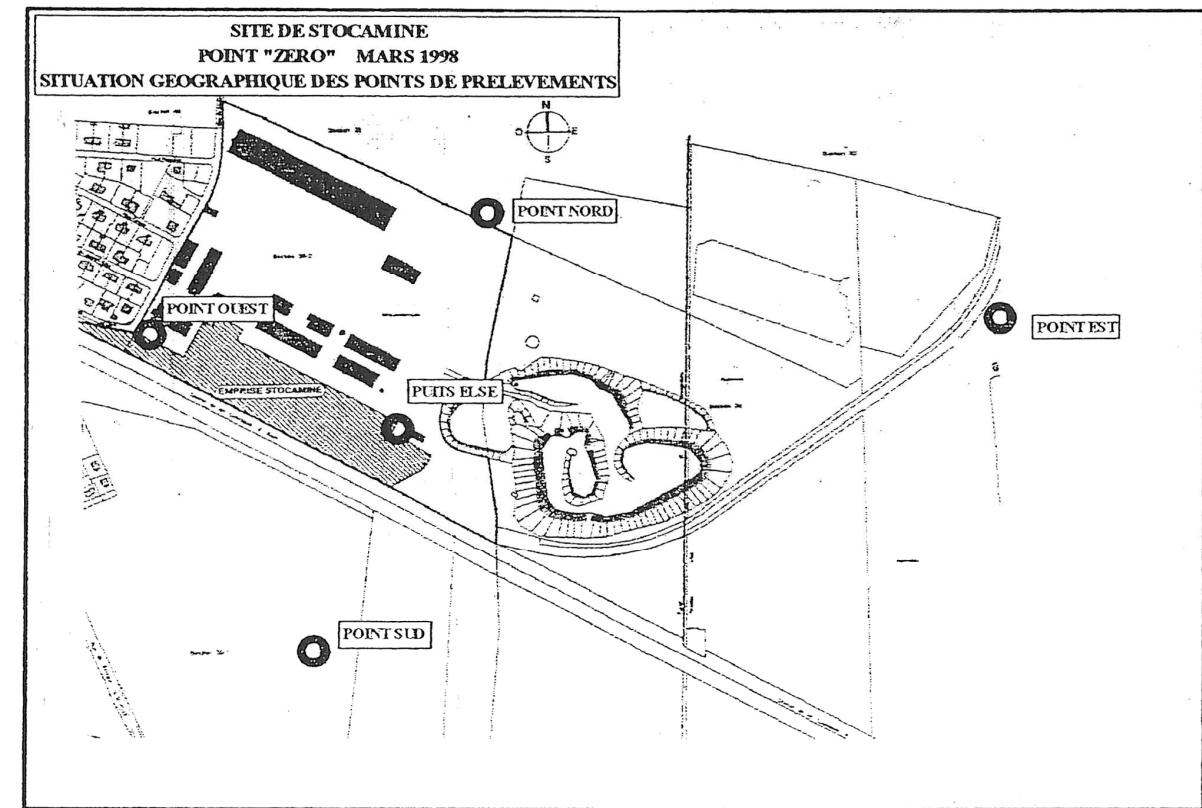 SITE DE STOCAMINE
POINT "ZERO" MARS 1998
SITUATION GEOGRAPHIQUE DES POINTS DE PRELEVEMENTS
N
O E
S
POINT NORD
POINT OUEST
POINT EST
EMPRISE STOCAMINE
PUITS ELSE
POINT SUD